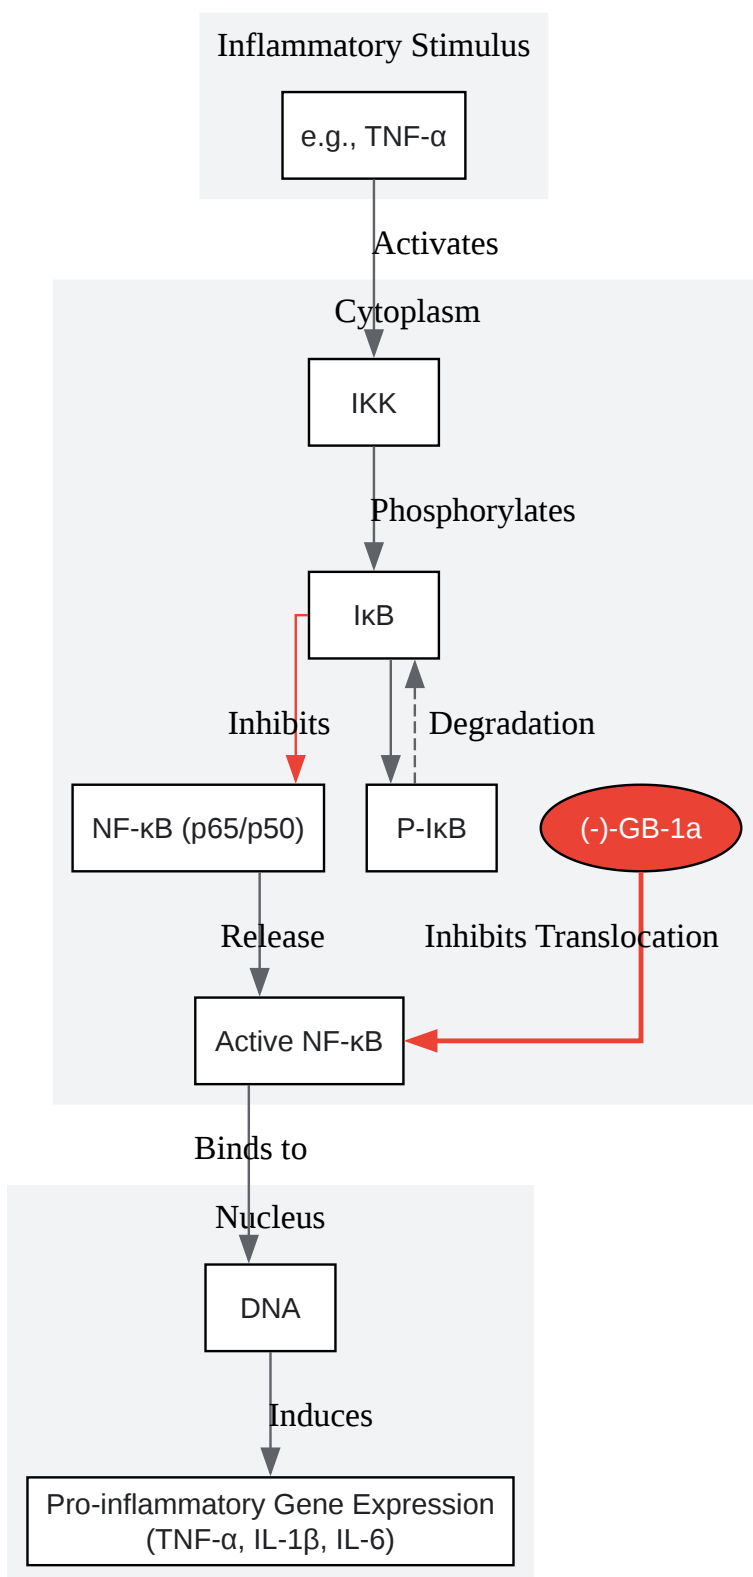 Inflammatory Stimulus
e.g., TNF-α
Activates
Cytoplasm
IKK
Phosphorylates
IκB
Inhibits
Degradation
NF-κB (p65/p50)
P-IκB
(-)-GB-1a
Release
Inhibits Translocation
Active NF-κB
Binds to
Nucleus
DNA
Induces
Pro-inflammatory Gene Expression
(TNF-α, IL-1β, IL-6)